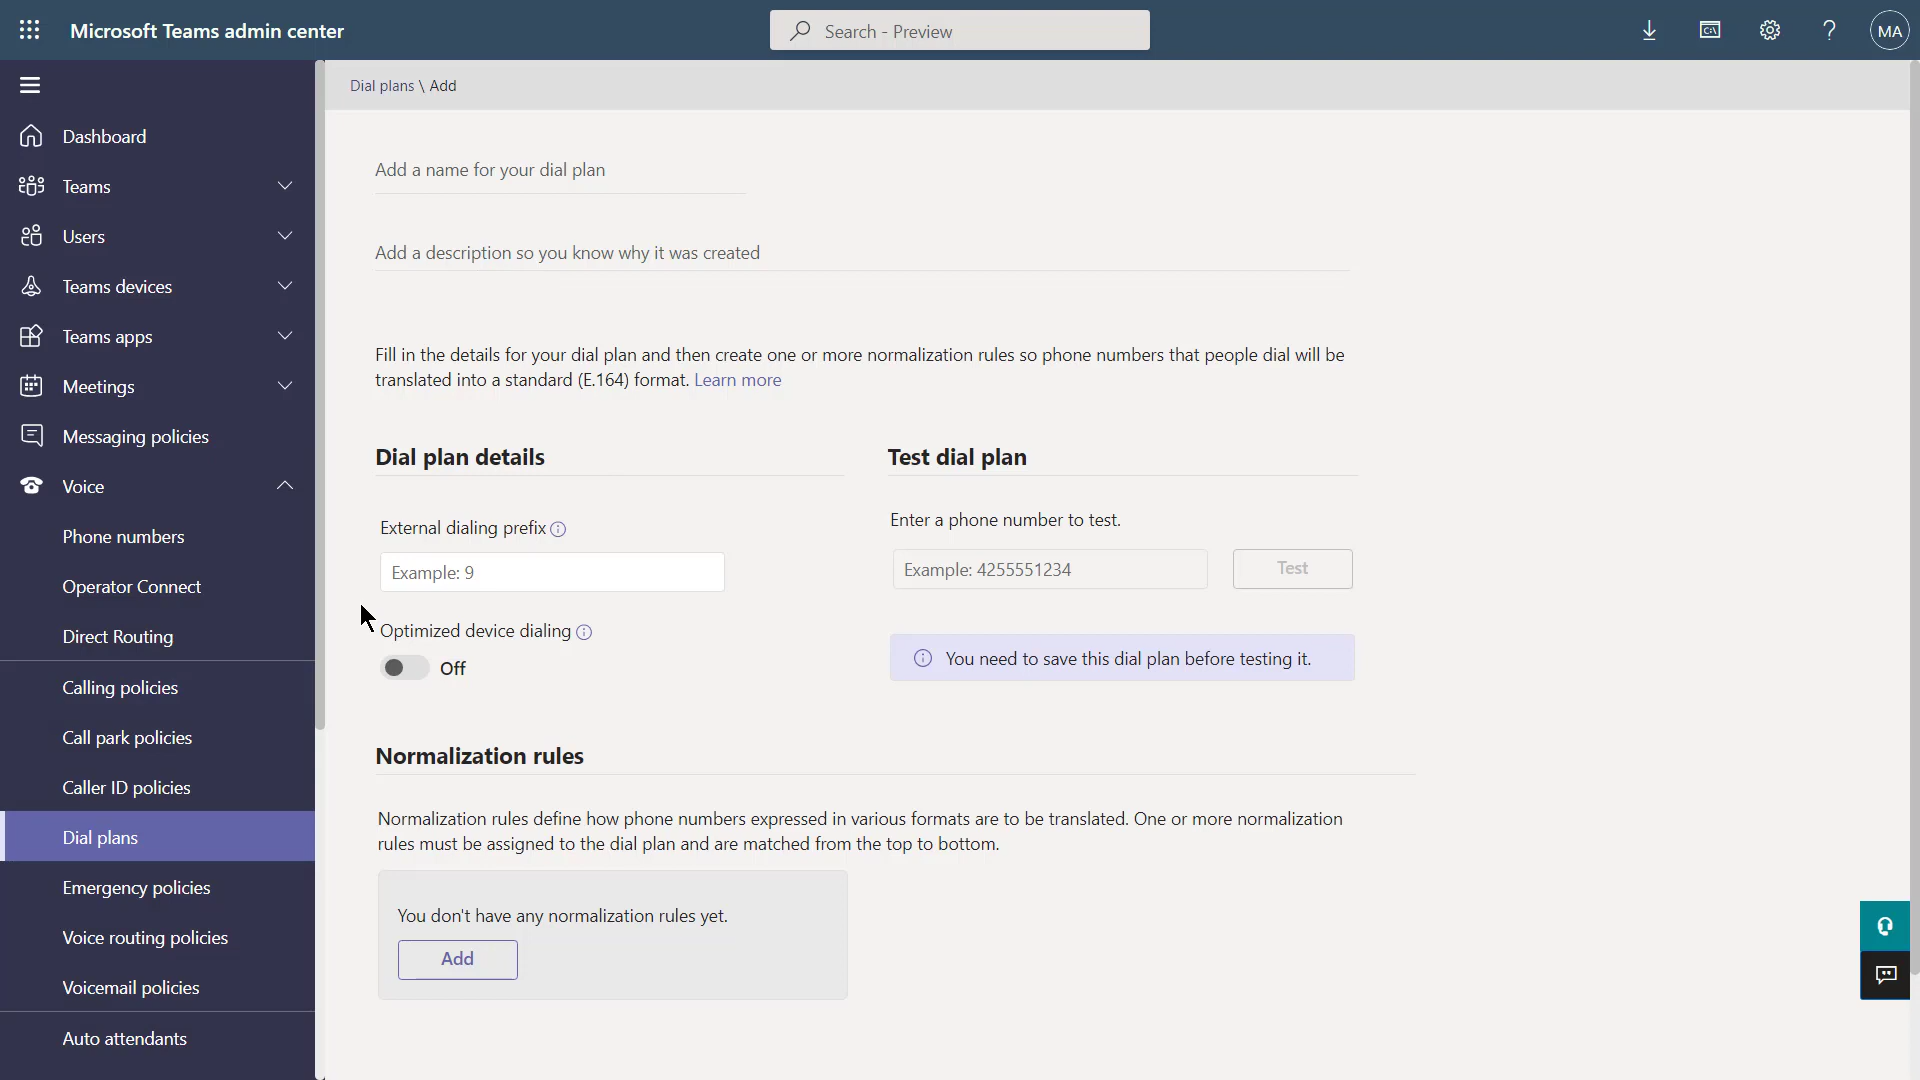 Microsoft Teams admin center
Search - Preview
C:\
?
MA
Dial plans \ Add
Dashboard
Teams
Users
Teams devices
Teams apps
Meetings
Messaging policies
Voice
Phone numbers
Operator Connect
Direct Routing
Calling policies
Call park policies
Caller ID policies
Dial plans
Emergency policies
Voice routing policies
Voicemail policies
Auto attendants
Add a name for your dial plan
Add a description so you know why it was created
Fill in the details for your dial plan and then create one or more normalization rules so phone numbers that people dial will be
translated into a standard (E.164) format. Learn more
Dial plan details
External dialing prefix
Example: 9
Optimized device dialing
Off
Test dial plan
Enter a phone number to test.
Example: 4255551234
Test
You need to save this dial plan before testing it.
Normalization rules
Normalization rules define how phone numbers expressed in various formats are to be translated. One or more normalization
rules must be assigned to the dial plan and are matched from the top to bottom.
You don't have any normalization rules yet.
Add